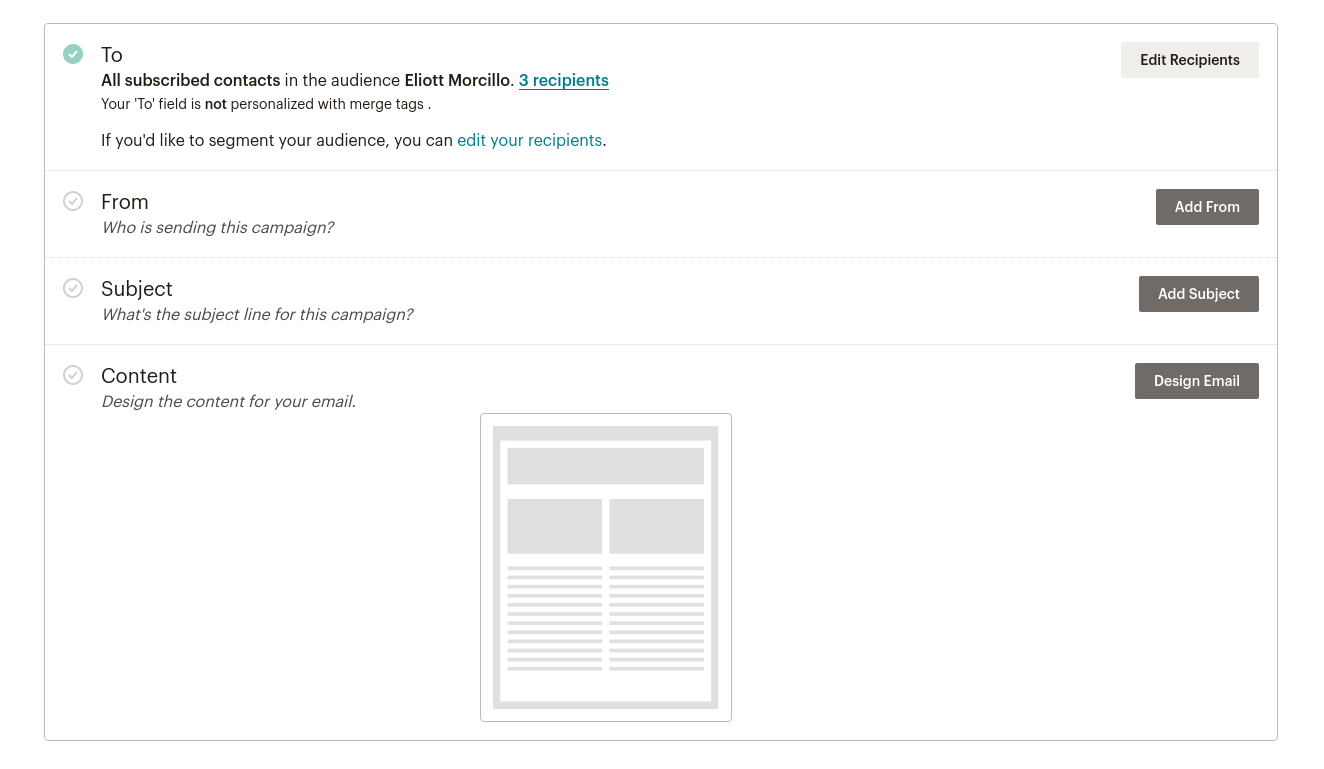 To
Edit Recipients
All subscribed contacts in the audience Eliott Morcillo. 3 recipients
Your 'To' field is not personalized with merge tags .
If you'd like to segment your audience, you can edit your recipients.
From
Add From
Who is sending this campaign?
Subject
Add Subject
What's the subject line for this campaign?
Content
Design Email
Design the content for your email.